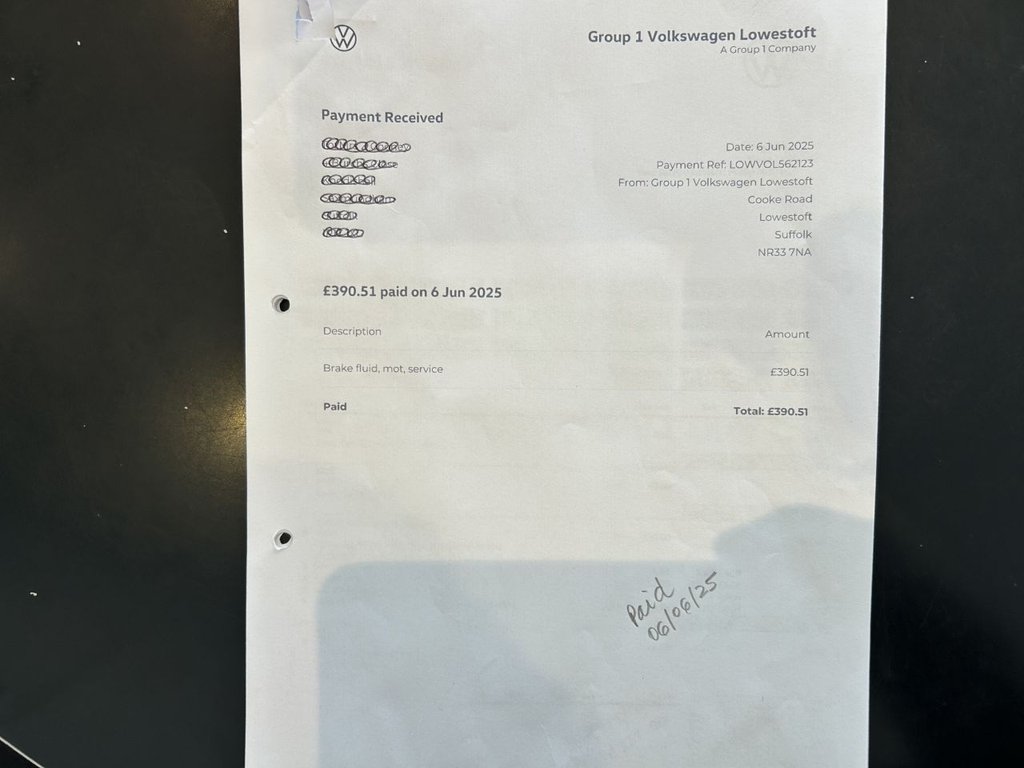 Group 1 Volkswagen Lowestoft
A Group 1 Company
Payment Received
Date: 6 Jun 2025
Payment Ref: LOWVOL562123
From: Group 1 Volkswagen Lowestoft
Cooke Road
Lowestoft
Suffolk
NR33 7NA
£390.51 paid on 6 Jun 2025
Description Amount
Brake fluid, mot, service £390.51
Paid Total: £390.51
Paid
06/06/25